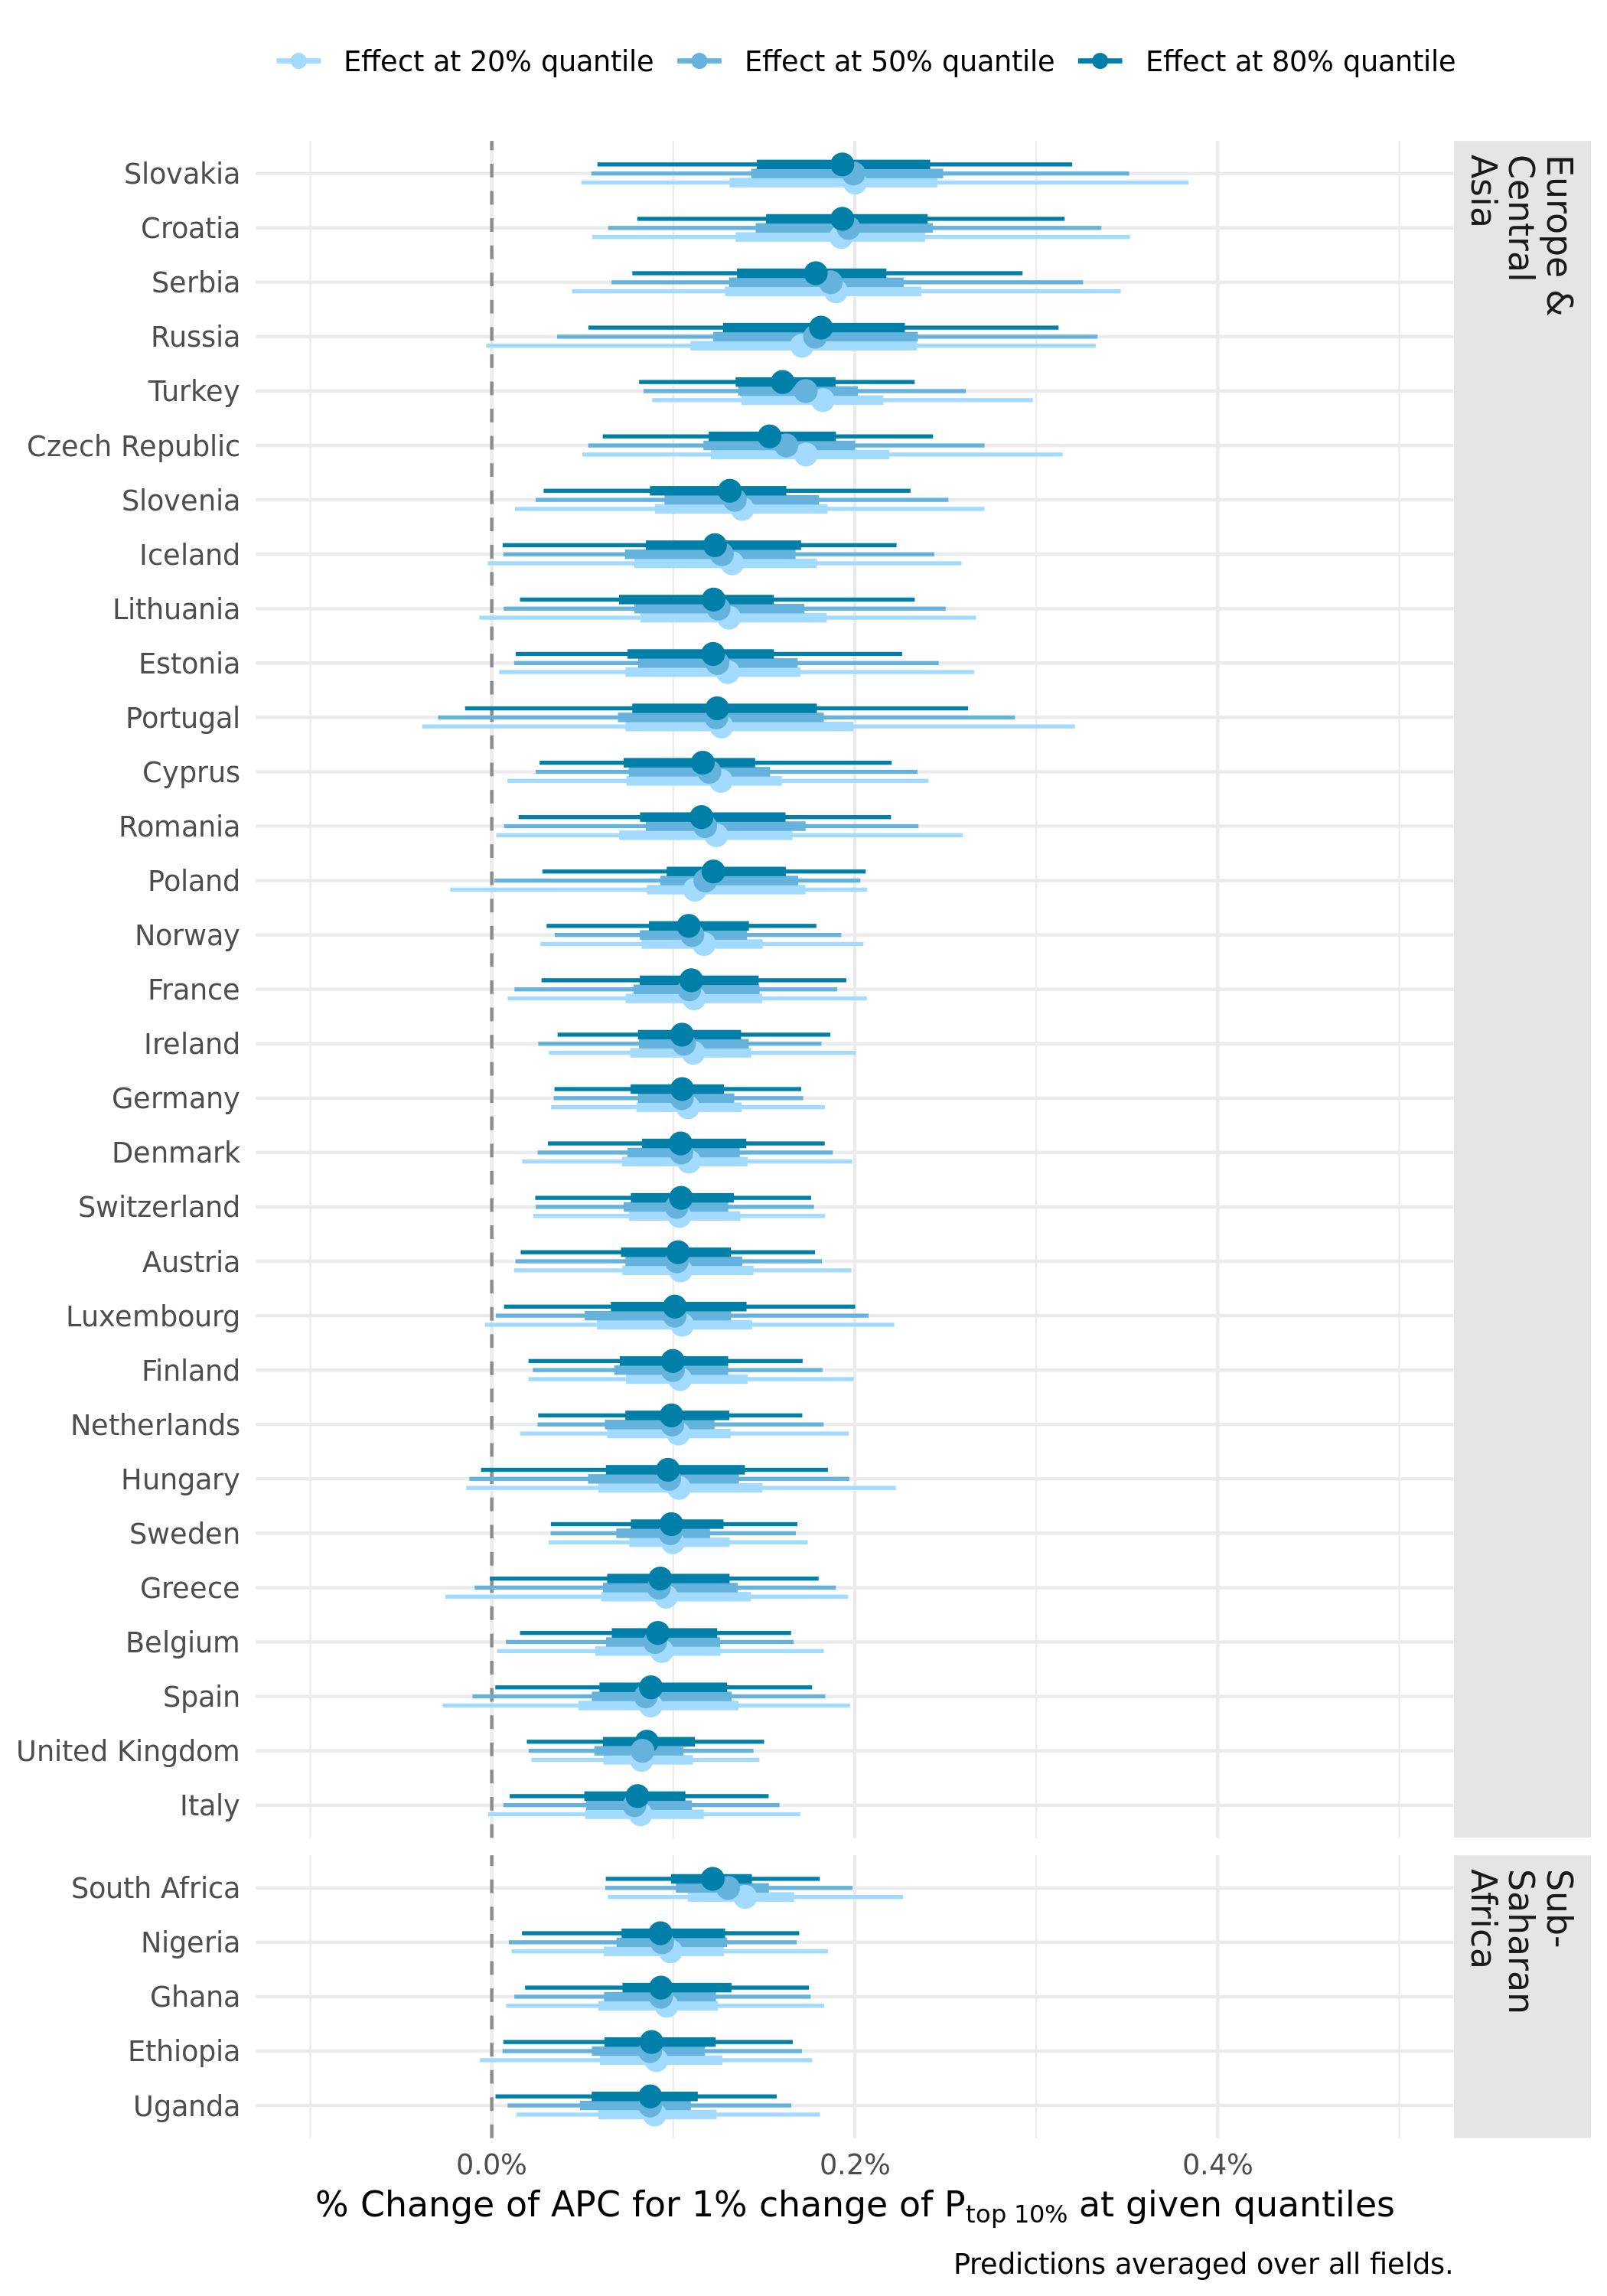 Effect at 20% quantile Effect at 50% quantile Effect at 80% quantile
Europe &
Central
Asia
Slovakia
Croatia
Serbia
Russia
Turkey
Czech Republic
Slovenia
Iceland
Lithuania
Estonia
Portugal
Cyprus
Romania
Poland
Norway
France
Ireland
Germany
Denmark
Switzerland
Austria
Luxembourg
Finland
Netherlands
Hungary
Sweden
Greece
Belgium
Spain
United Kingdom
Italy
Sub-
Saharan
Africa
South Africa
Nigeria
Ghana
Ethiopia
Uganda
0.0% 0.2% 0.4%
% Change of APC for 1% change of Ptop 10% at given quantiles
Predictions averaged over all fields.